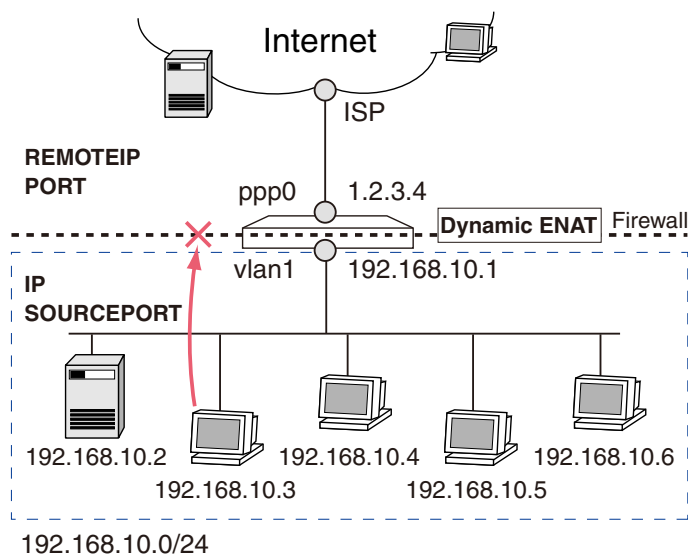 Internet
ISP
REMOTEIP
PORT
ppp0
1.2.3.4
Dynamic ENAT
Firewall
vlan1
192.168.10.1
IP
SOURCEPORT
192.168.10.2
192.168.10.3
192.168.10.4
192.168.10.5
192.168.10.6
192.168.10.0/24